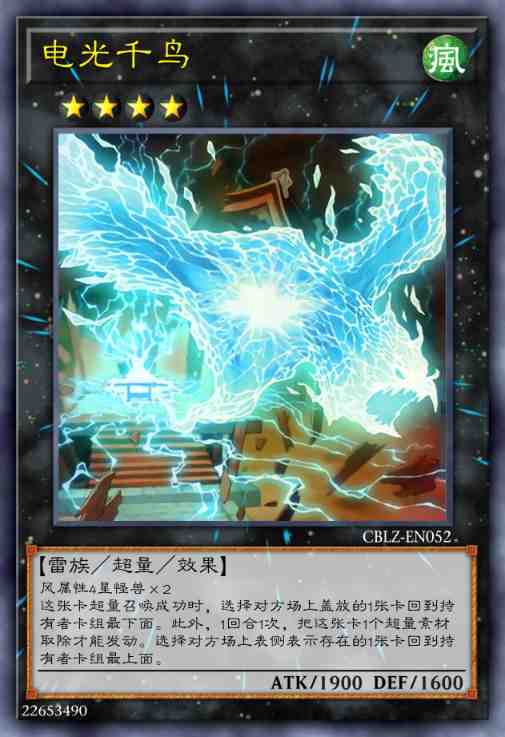 电光千鸟
風
CBLZ-EN052
【雷族／超量／效果】
风属性4星怪兽×2
这张卡超量召唤成功时，选择对方场上盖放的1张卡回到持
有者卡组最下面。此外，1回合1次，把这张卡1个超量素材
取除才能发动。选择对方场上表侧表示存在的1张卡回到持
有者卡组最上面。
ATK/1900 DEF/1600
22653490